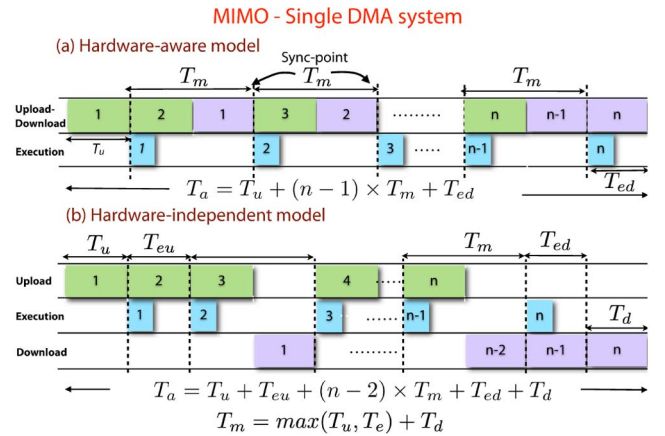 MIMO - Single DMA system
(a) Hardware-aware model
Sync-point
T_m T_m T_m
Upload-
Download
1 2 1 3 2 ......... n n-1 n
Execution
T_u 1 2 3 ..... n-1 n
T_ed
T_a = T_u + (n − 1) × T_m + T_ed
(b) Hardware-independent model
T_u T_eu T_m T_ed
Upload 1 2 3 4 ..... n
Execution 1 2 3 ....... n-1 n
T_d
Download 1 ......... n-2 n-1 n
T_a = T_u + T_eu + (n − 2) × T_m + T_ed + T_d
T_m = max(T_u, T_e) + T_d